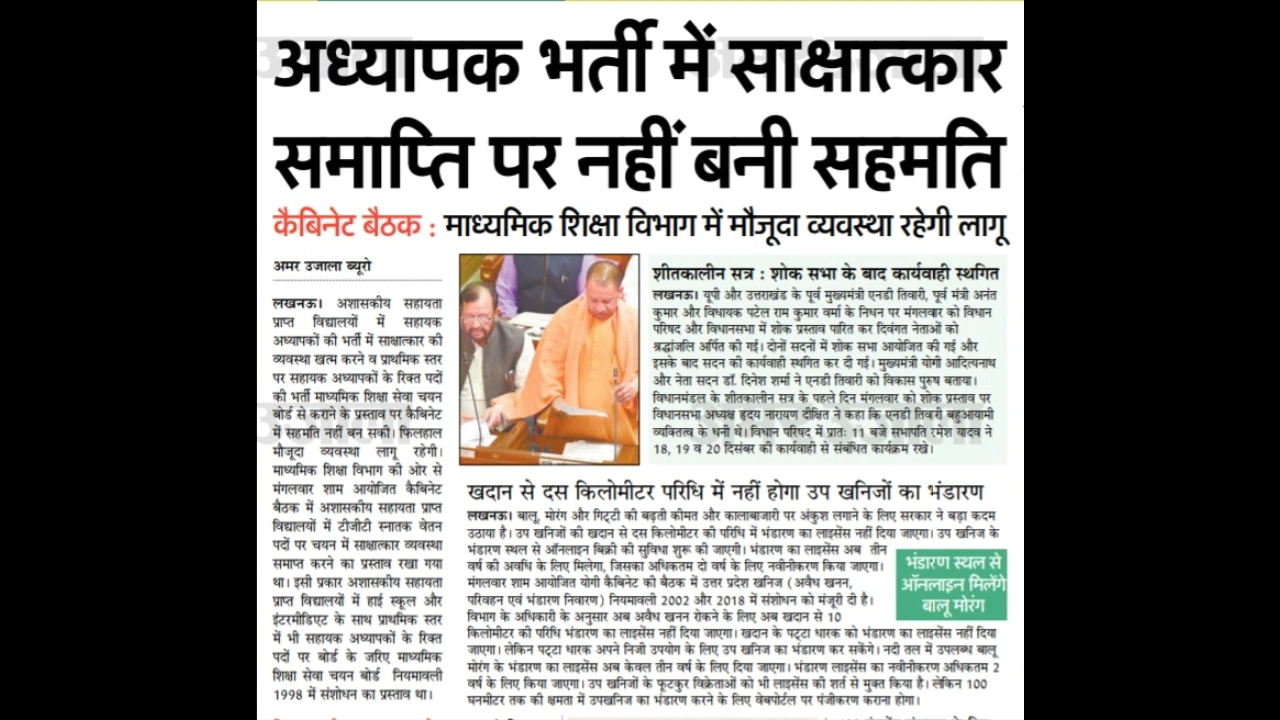 अध्यापक भर्ती में साक्षात्कार
समाप्ति पर नहीं बनी सहमति
कैबिनेट बैठक : माध्यमिक शिक्षा विभाग में मौजूदा व्यवस्था रहेगी लागू
अमर उजाला ब्यूरो
लखनऊ। अशासकीय सहायता
प्राप्त विद्यालयों में सहायक
अध्यापकों की भर्ती में साक्षात्कार की
व्यवस्था खत्म करने व प्राथमिक स्तर
पर सहायक अध्यापकों के रिक्त पदों
की भर्ती माध्यमिक शिक्षा सेवा चयन
बोर्ड से कराने के प्रस्ताव पर कैबिनेट
में सहमति नहीं बन सकी। फिलहाल
मौजूदा व्यवस्था लागू रहेगी।
माध्यमिक शिक्षा विभाग की ओर से
मंगलवार शाम आयोजित कैबिनेट
बैठक में अशासकीय सहायता प्राप्त
विद्यालयों में टीजीटी स्नातक वेतन
पदों पर चयन में साक्षात्कार व्यवस्था
समाप्त करने का प्रस्ताव रखा गया
था। इसी प्रकार अशासकीय सहायता
प्राप्त विद्यालयों में हाई स्कूल और
इंटरमीडिएट के साथ प्राथमिक स्तर
में भी सहायक अध्यापकों के रिक्त
पदों पर बोर्ड के जरिए माध्यमिक
शिक्षा सेवा चयन बोर्ड नियमावली
1998 में संशोधन का प्रस्ताव था।
शीतकालीन सत्र : शोक सभा के बाद कार्यवाही स्थगित
लखनऊ। यूपी और उत्तराखंड के पूर्व मुख्यमंत्री एनडी तिवारी, पूर्व मंत्री अनंत
कुमार और विधायक पटेल राम कुमार वर्मा के निधन पर मंगलवार को विधान
परिषद और विधानसभा में शोक प्रस्ताव पारित कर दिवंगत नेताओं को
श्रद्धांजलि अर्पित की गई। दोनों सदनों में शोक सभा आयोजित की गई और
इसके बाद सदन की कार्यवाही स्थगित कर दी गई। मुख्यमंत्री योगी आदित्यनाथ
और नेता सदन डॉ. दिनेश शर्मा ने एनडी तिवारी को विकास पुरुष बताया।
विधानमंडल के शीतकालीन सत्र के पहले दिन मंगलवार को शोक प्रस्ताव पर
विधानसभा अध्यक्ष हृदय नारायण दीक्षित ने कहा कि एनडी तिवारी बहुआयामी
व्यक्तित्व के धनी थे। विधान परिषद में प्रातः 11 बजे सभापति रमेश यादव ने
18, 19 व 20 दिसंबर की कार्यवाही से संबंधित कार्यक्रम रखे।
खदान से दस किलोमीटर परिधि में नहीं होगा उप खनिजों का भंडारण
लखनऊ। बालू, मोरंग और गिट्टी की बढ़ती कीमत और कालाबाजारी पर अंकुश लगाने के लिए सरकार ने बड़ा कदम
उठाया है। उप खनिजों की खदान से दस किलोमीटर की परिधि में भंडारण का लाइसेंस नहीं दिया जाएगा। उप खनिज के
भंडारण स्थल से ऑनलाइन बिक्री की सुविधा शुरू की जाएगी। भंडारण का लाइसेंस अब तीन
वर्ष की अवधि के लिए मिलेगा, जिसका अधिकतम दो वर्ष के लिए नवीनीकरण किया जाएगा।
मंगलवार शाम आयोजित योगी कैबिनेट की बैठक में उत्तर प्रदेश खनिज (अवैध खनन,
परिवहन एवं भंडारण निवारण) नियमावली 2002 और 2018 में संशोधन को मंजूरी दी है।
विभाग के अधिकारी के अनुसार अब अवैध खनन रोकने के लिए अब खदान से 10
किलोमीटर की परिधि भंडारण का लाइसेंस नहीं दिया जाएगा। खदान के पट्टा धारक को भंडारण का लाइसेंस नहीं दिया
जाएगा। लेकिन पट्टा धारक अपने निजी उपयोग के लिए उप खनिज का भंडारण कर सकेंगे। नदी तल में उपलब्ध बालू
मोरंग के भंडारण का लाइसेंस अब केवल तीन वर्ष के लिए दिया जाएगा। भंडारण लाइसेंस का नवीनीकरण अधिकतम 2
वर्ष के लिए किया जाएगा। उप खनिजों के फूटकुर विक्रेताओं को भी लाइसेंस की शर्त से मुक्त किया है। लेकिन 100
घनमीटर तक की क्षमता में उपखनिज का भंडारण करने के लिए वेबपोर्टल पर पंजीकरण कराना होगा।
भंडारण स्थल से
ऑनलाइन मिलेंगे
बालू मोरंग